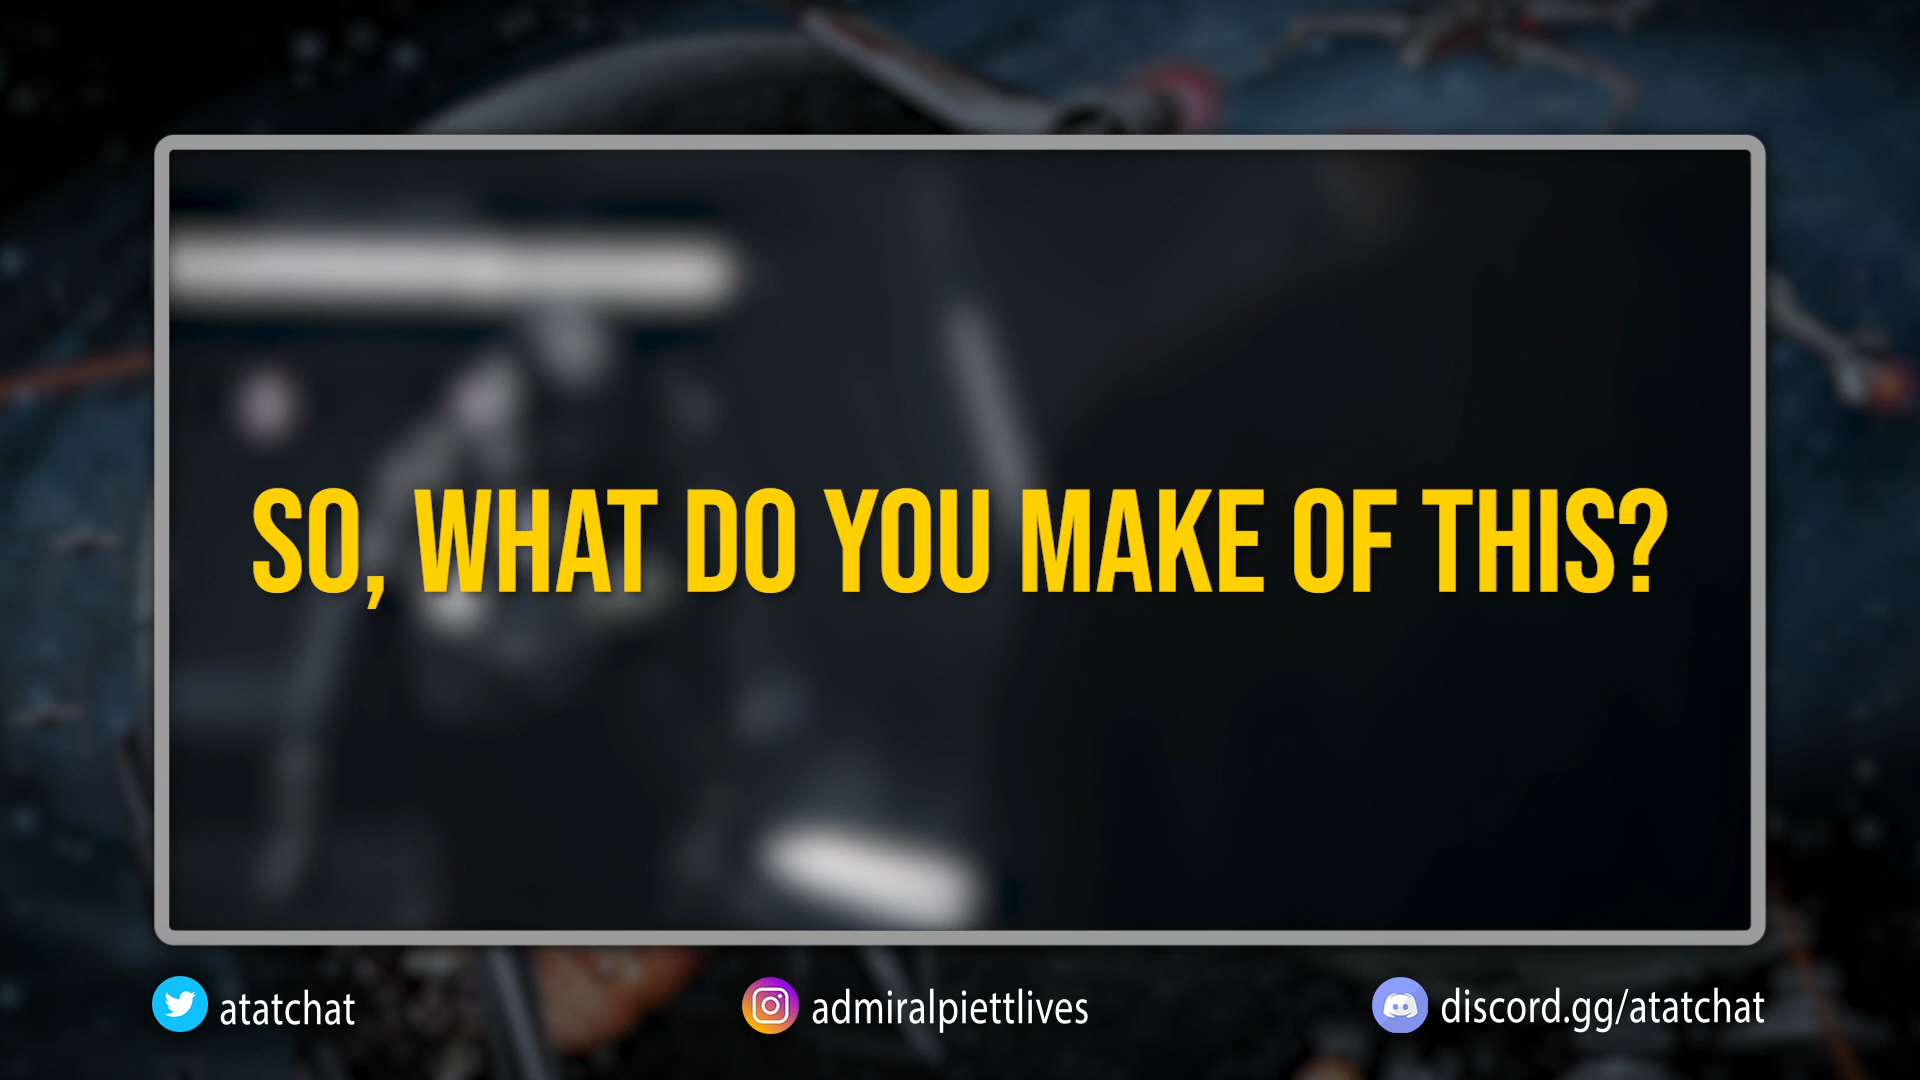 SO, WHAT DO YOU MAKE OF THIS?
atatchat
admiralpiettlives
discord.gg/atatchat